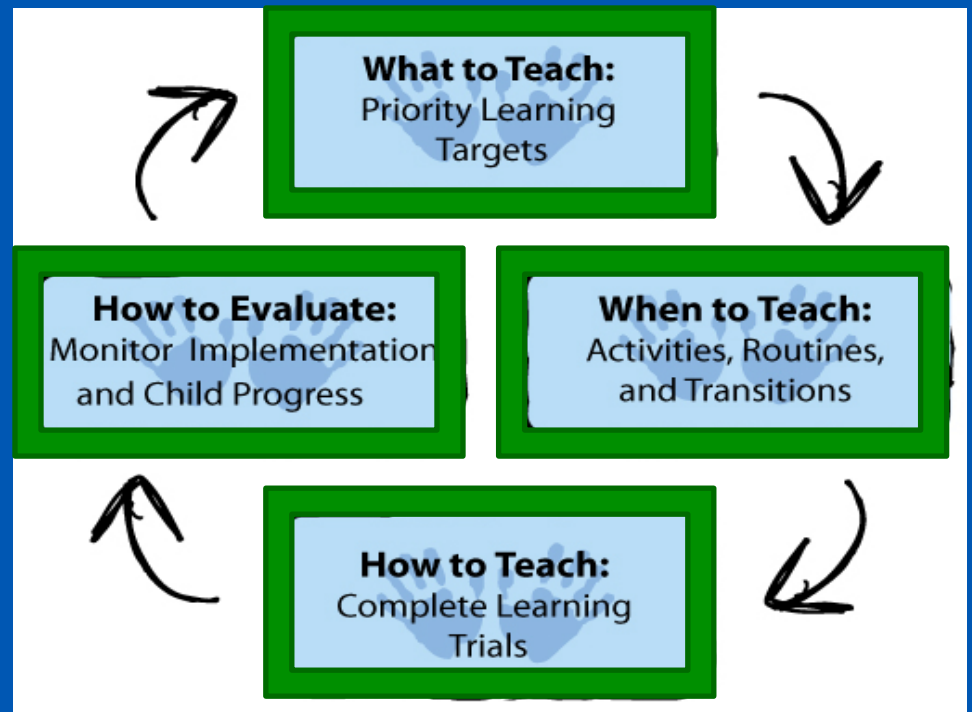 What to Teach:
Priority Learning
Targets
How to Evaluate:
Monitor Implementation
and Child Progress
When to Teach:
Activities, Routines,
and Transitions
How to Teach:
Complete Learning
Trials